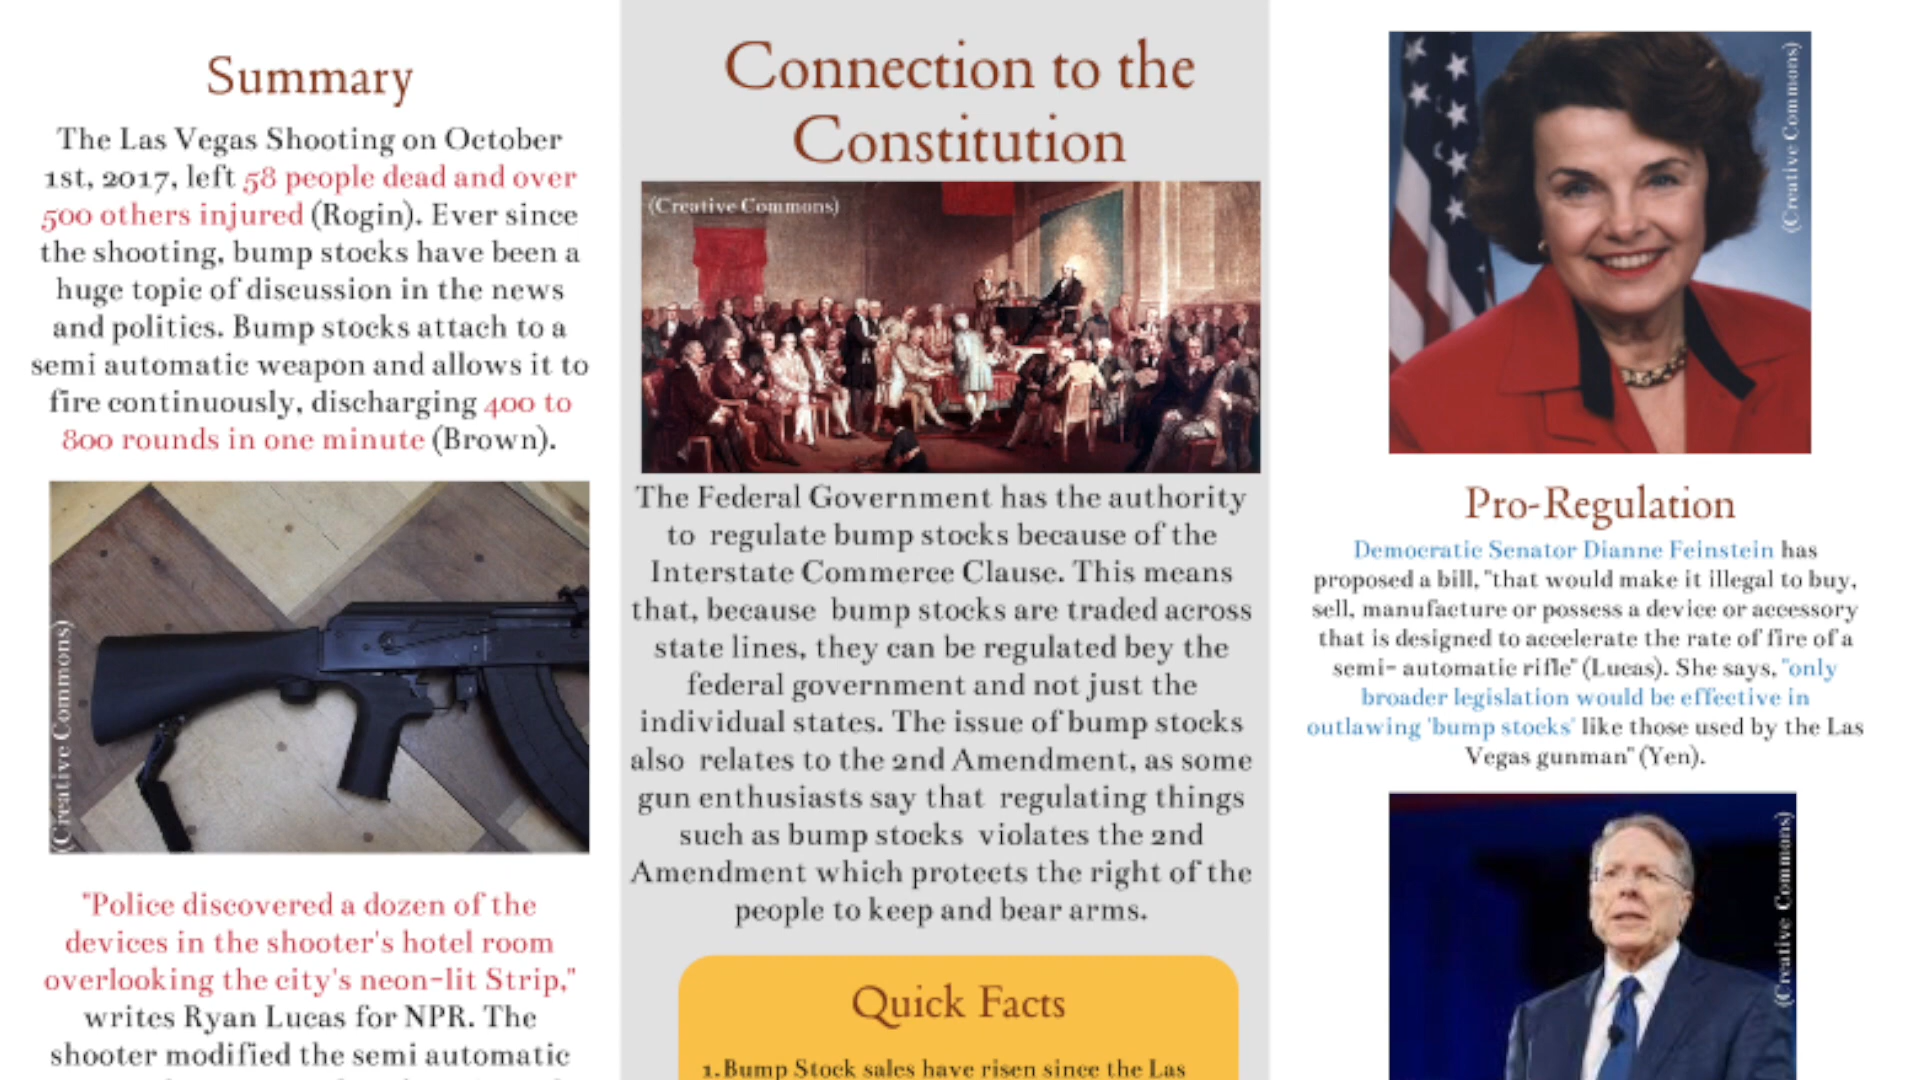 Summary
The Las Vegas Shooting on October
1st, 2017, left 58 people dead and over
500 others injured (Rogin). Ever since
the shooting, bump stocks have been a
huge topic of discussion in the news
and politics. Bump stocks attach to a
semi automatic weapon and allows it to
fire continuously, discharging 400 to
800 rounds in one minute (Brown).
(Creative Commons)
"Police discovered a dozen of the
devices in the shooter's hotel room
overlooking the city's neon-lit Strip,"
writes Ryan Lucas for NPR. The
shooter modified the semi automatic
Connection to the
Constitution
(Creative Commons)
The Federal Government has the authority
to regulate bump stocks because of the
Interstate Commerce Clause. This means
that, because bump stocks are traded across
state lines, they can be regulated bey the
federal government and not just the
individual states. The issue of bump stocks
also relates to the 2nd Amendment, as some
gun enthusiasts say that regulating things
such as bump stocks violates the 2nd
Amendment which protects the right of the
people to keep and bear arms.
Quick Facts
1. Bump Stock sales have risen since the Las
(Creative Commons)
Pro-Regulation
Democratic Senator Dianne Feinstein has
proposed a bill, "that would make it illegal to buy,
sell, manufacture or possess a device or accessory
that is designed to accelerate the rate of fire of a
semi- automatic rifle" (Lucas). She says, "only
broader legislation would be effective in
outlawing 'bump stocks' like those used by the Las
Vegas gunman" (Yen).
(Creative Commons)